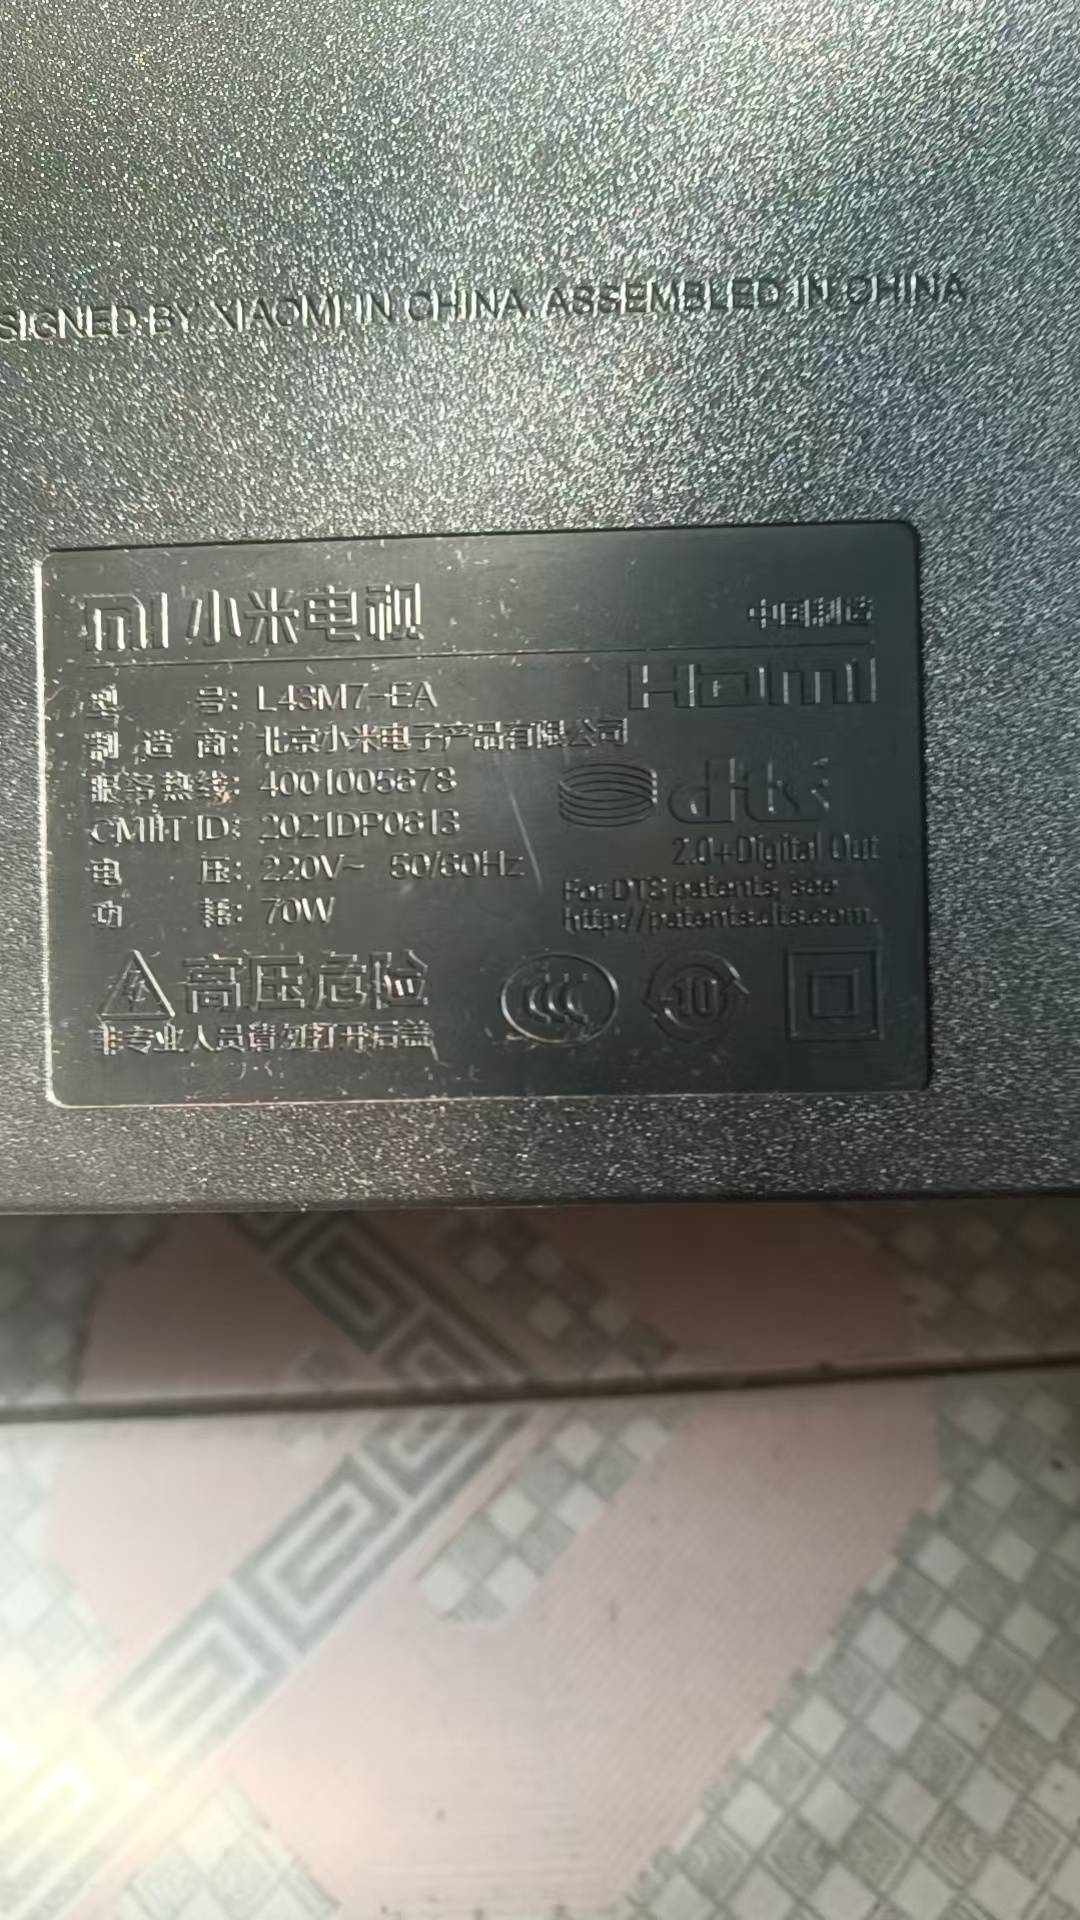 SIGNED BY XIAOMI IN CHINA, ASSEMBLED IN CHINA
mi 小米电视
中国制造
型 号: L43M7-EA
HDMI
制 造 商: 北京小米电子产品有限公司
服务热线: 4001005678
dts
CMIIT ID: 2021DP0613
2.0+Digital Out
电 压: 220V~ 50/60Hz
For DTS patents, see
功 耗: 70W
http://patents.dts.com.
高压危险
CCC
10
非专业人员请勿打开后盖